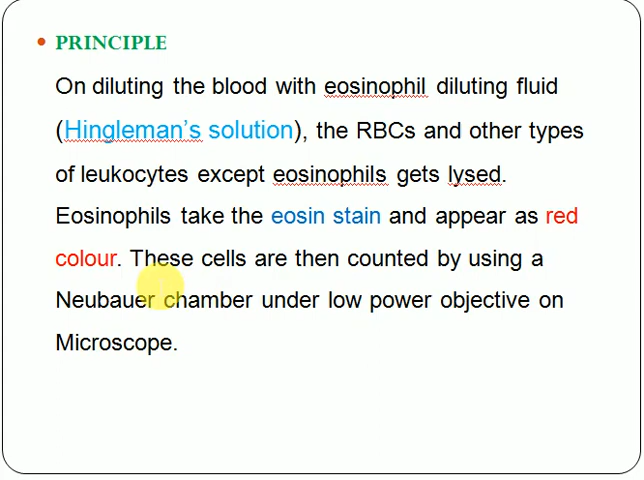 PRINCIPLE
On diluting the blood with eosinophil diluting fluid
(Hingleman's solution), the RBCs and other types
of leukocytes except eosinophils gets lysed.
Eosinophils take the eosin stain and appear as red
colour. These cells are then counted by using a
Neubauer chamber under low power objective on
Microscope.